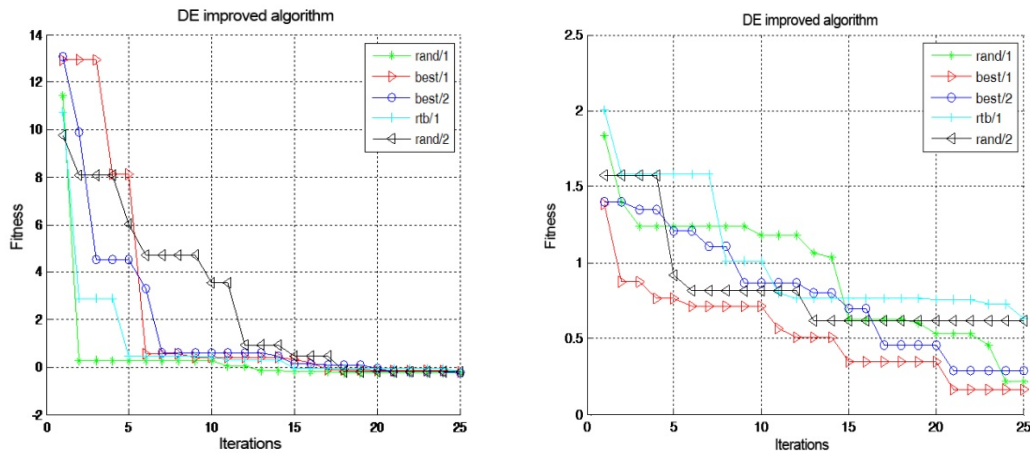 DE improved algorithm
14
12
10
8
6
4
2
0
-2
Fitness
0
5
10
15
20
25
Iterations
rand/1
best/1
best/2
rtb/1
rand/2
DE improved algorithm
2.5
2
1.5
1
0.5
0
Fitness
0
5
10
15
20
25
Iterations
rand/1
best/1
best/2
rtb/1
rand/2